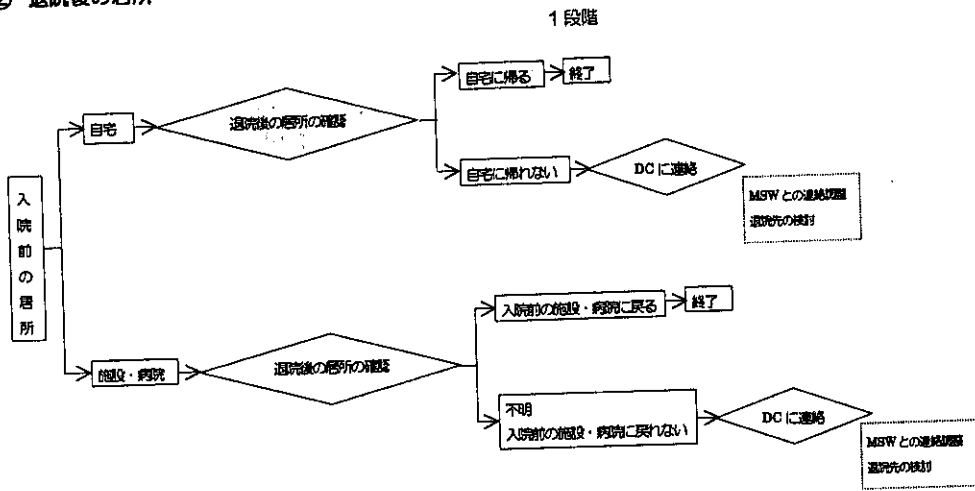 ② 退院後の居所
1段階
自宅に帰る
終了
自宅
退院後の居所の確認
自宅に帰れない
DCに連絡
MSWとの連絡調整
退院先の検討
入院前の居所
入院前の施設・病院に戻る
終了
施設・病院
退院後の居所の確認
不明
入院前の施設・病院に戻れない
DCに連絡
MSWとの連絡調整
退院先の検討